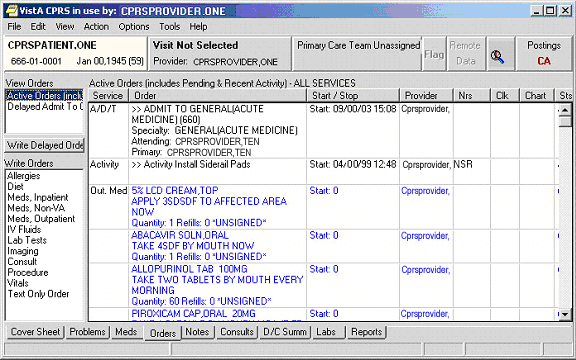 VistA CPRS in use by: CPRSPROVIDER.ONE
File Edit View Action Options Tools Help
CPRSPATIENT.ONE
666-01-0001 Jan 00,1945 (59)
Visit Not Selected
Provider: CPRSPROVIDER,ONE
Primary Care Team Unassigned
Flag
Remote
Data
Postings
CA
View Orders
Active Orders (inclu
Delayed Admit To
Write Delayed Orde
Write Orders
Allergies
Diet
Meds, Inpatient
Meds, Non-VA
Meds, Outpatient
IV Fluids
Lab Tests
Imaging
Consult
Procedure
Vitals
Text Only Order
Active Orders (includes Pending & Recent Activity) - ALL SERVICES
Service Order Start / Stop Provider Nrs Clk Chart Sts
A/D/T >> ADMIT TO GENERAL(ACUTE Start: 09/00/03 15:08 Cprsprovider,
MEDICINE) (660)
Specialty: GENERAL(ACUTE MEDICINE)
Attending: CPRSPROVIDER,TEN
Primary: CPRSPROVIDER,TEN
Activity >> Activity Install Siderail Pads Start: 04/00/99 12:48 Cprsprovider, NSR
Out. Med 5% LCD CREAM,TOP Start: 0 Cprsprovider,
APPLY 3SDSDF TO AFFECTED AREA
NOW
Quantity: 1 Refills: 0 *UNSIGNED*
ABACAVIR SOLN,ORAL Start: 0 Cprsprovider,
TAKE 4SDF BY MOUTH NOW
Quantity: 1 Refills: 0 *UNSIGNED*
ALLOPURINOL TAB 100MG Start: 0 Cprsprovider,
TAKE TWO TABLETS BY MOUTH EVERY
MORNING
Quantity: 60 Refills: 0 *UNSIGNED*
PIROXICAM CAP,ORAL 20MG Start: 0 Cprsprovider,
Cover Sheet Problems Meds Orders Notes Consults D/C Summ Labs Reports